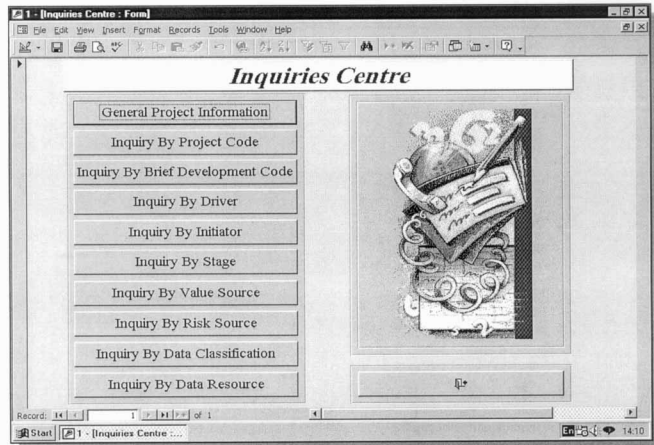 1 - [Inquiries Centre : Form]
File Edit View Insert Format Records Tools Window Help
Inquiries Centre
General Project Information
Inquiry By Project Code
Inquiry By Brief Development Code
Inquiry By Driver
Inquiry By Initiator
Inquiry By Stage
Inquiry By Value Source
Inquiry By Risk Source
Inquiry By Data Classification
Inquiry By Data Resource
Record: 1 of 1
Start 1 - [Inquiries Centre :... En 14:10